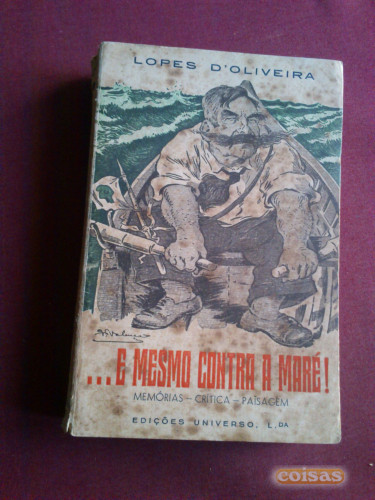 LOPES D'OLIVEIRA
...E MESMO CONTRA A MARÉ!
MEMÓRIAS — CRÍTICA — PAISAGEM
EDIÇÕES UNIVERSO, L.DA
coisas